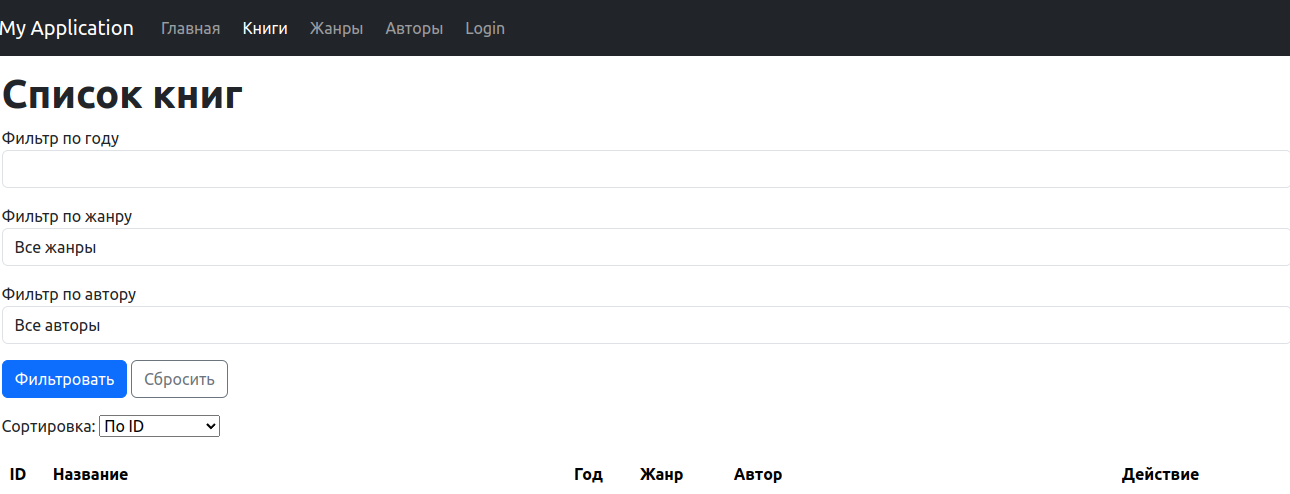 My Application Главная Книги Жанры Авторы Login
Список книг
Фильтр по году
Фильтр по жанру
Все жанры
Фильтр по автору
Все авторы
Фильтровать Сбросить
Сортировка: По ID
ID Название Год Жанр Автор Действие